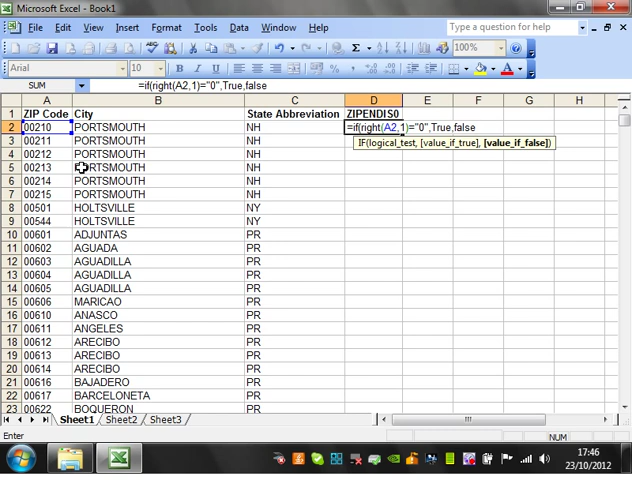 Microsoft Excel - Book1
File Edit View Insert Format Tools Data Window Help Type a question for help
100%
Arial 10 B I U
SUM =if(right(A2,1)="0",True,false
A B C D E F G H
1 ZIP Code City State Abbreviation ZIPENDIS0
2 00210 PORTSMOUTH NH =if(right(A2,1)="0",True,false
3 00211 PORTSMOUTH NH IF(logical_test, [value_if_true], [value_if_false])
4 00212 PORTSMOUTH NH
5 00213 PORTSMOUTH NH
6 00214 PORTSMOUTH NH
7 00215 PORTSMOUTH NH
8 00501 HOLTSVILLE NY
9 00544 HOLTSVILLE NY
10 00601 ADJUNTAS PR
11 00602 AGUADA PR
12 00603 AGUADILLA PR
13 00604 AGUADILLA PR
14 00605 AGUADILLA PR
15 00606 MARICAO PR
16 00610 ANASCO PR
17 00611 ANGELES PR
18 00612 ARECIBO PR
19 00613 ARECIBO PR
20 00614 ARECIBO PR
21 00616 BAJADERO PR
22 00617 BARCELONETA PR
23 00622 BOQUERON PR
Sheet1 Sheet2 Sheet3
Enter NUM
17:46
23/10/2012